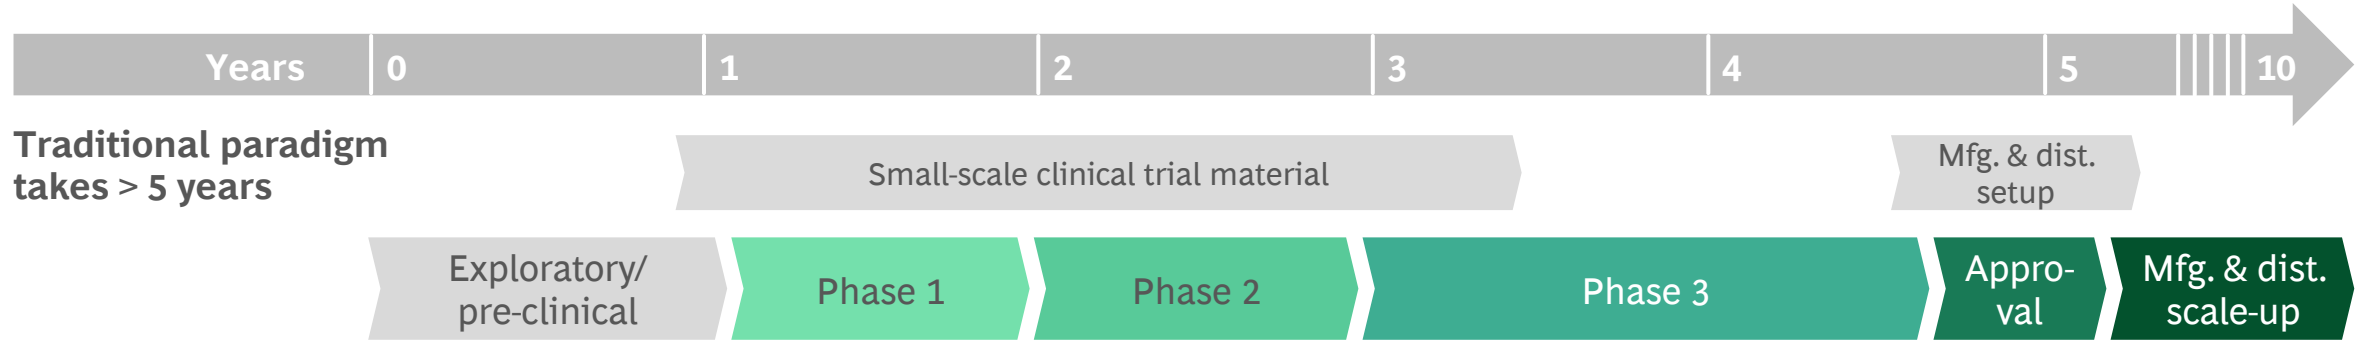 Years 0 1 2 3 4 5 10
Traditional paradigm
takes > 5 years
Small-scale clinical trial material
Mfg. & dist.
setup
Exploratory/
pre-clinical
Phase 1
Phase 2
Phase 3
Appro-
val
Mfg. & dist.
scale-up